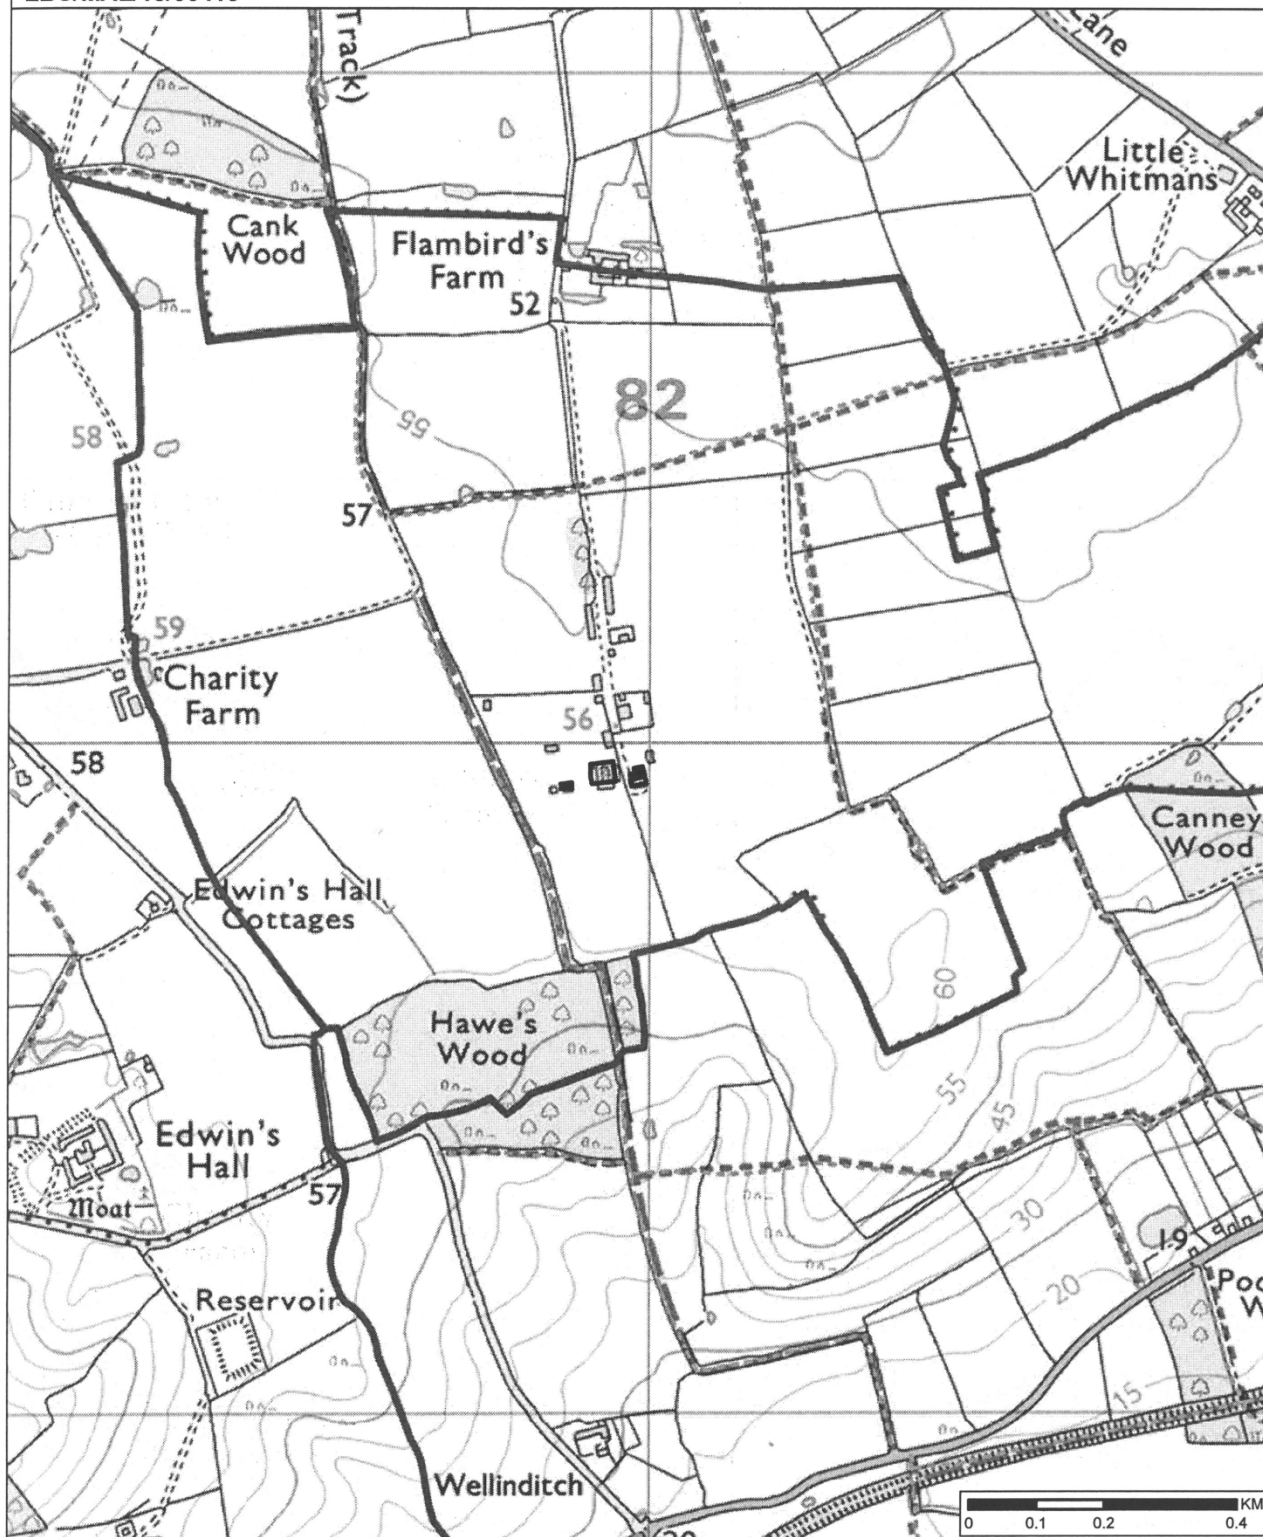 Track)
Lane
Little
Whitmans
Cank
Wood
Flambird's
Farm
52
82
55
58
57
59
Charity
Farm
56
58
Canney
Wood
Edwin's Hall
Cottages
60
Hawe's
Wood
55
45
Edwin's
Hall
Moat
57
30
19
20
Reservoir
15
Wellinditch
KM
0 0.1 0.2 0.4